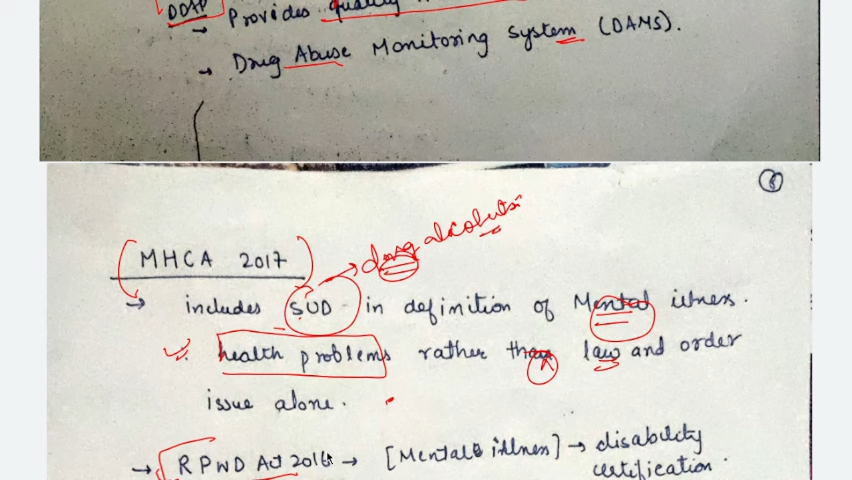 DDAP
→ Provides quality
→ Drug Abuse Monitoring System (DAMS).
8
drug alcohol
MHCA 2017
→ includes SUD in definition of Mental illness.
health problems rather than law and order
issue alone.
→ RPWD Act 2016 → [Mental illness] → disability
certification.